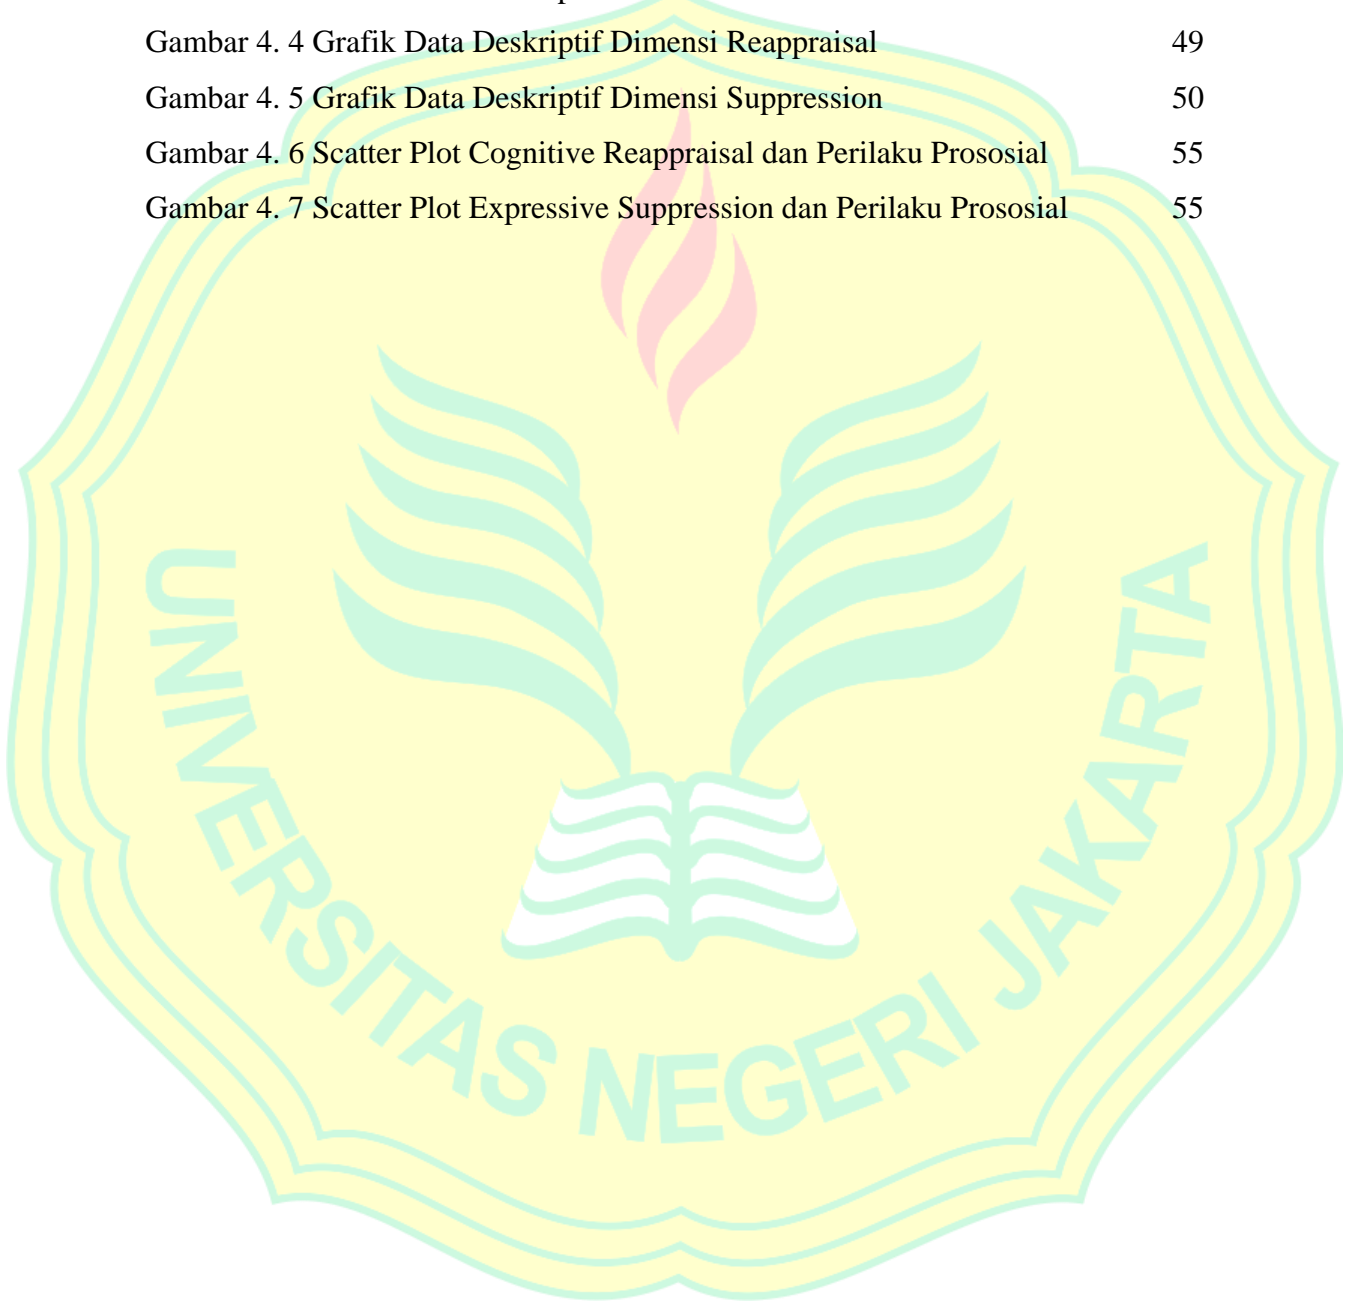 Gambar 4. 4 Grafik Data Deskriptif Dimensi Reappraisal 49
Gambar 4. 5 Grafik Data Deskriptif Dimensi Suppression 50
Gambar 4. 6 Scatter Plot Cognitive Reappraisal dan Perilaku Prososial 55
Gambar 4. 7 Scatter Plot Expressive Suppression dan Perilaku Prososial 55
UNIVERSITAS NEGERI JAKARTA